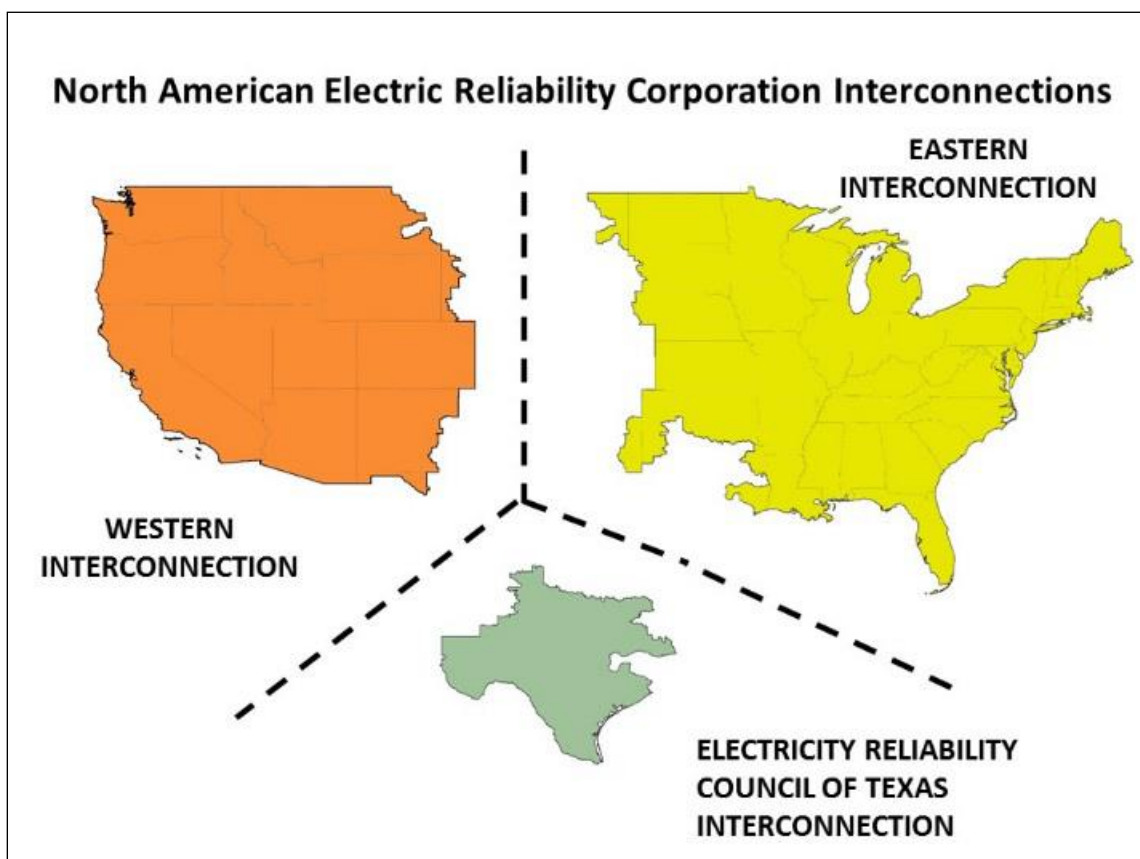 North American Electric Reliability Corporation Interconnections
EASTERN
INTERCONNECTION
WESTERN
INTERCONNECTION
ELECTRICITY RELIABILITY
COUNCIL OF TEXAS
INTERCONNECTION